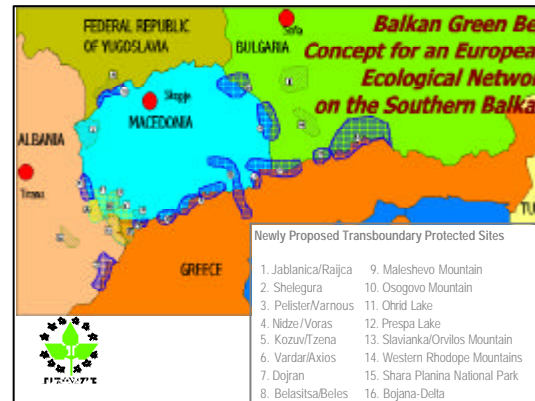 Balkan Green Be
Concept for an Europea
Ecological Networ
on the Southern Balka
FEDERAL REPUBLIC
OF YUGOSLAVIA
BULGARIA
Sofia
Skopje
MACEDONIA
ALBANIA
Tirana
TU
GREECE
Newly Proposed Transboundary Protected Sites
1. Jablanica/Raijca
2. Shelegura
3. Pelister/Varnous
4. Nidze/Voras
5. Kozuv/Tzena
6. Vardar/Axios
7. Dojran
8. Belasitsa/Beles
9. Maleshevo Mountain
10. Osogovo Mountain
11. Ohrid Lake
12. Prespa Lake
13. Slavianka/Orvilos Mountain
14. Western Rhodope Mountains
15. Shara Planina National Park
16. Bojana-Delta